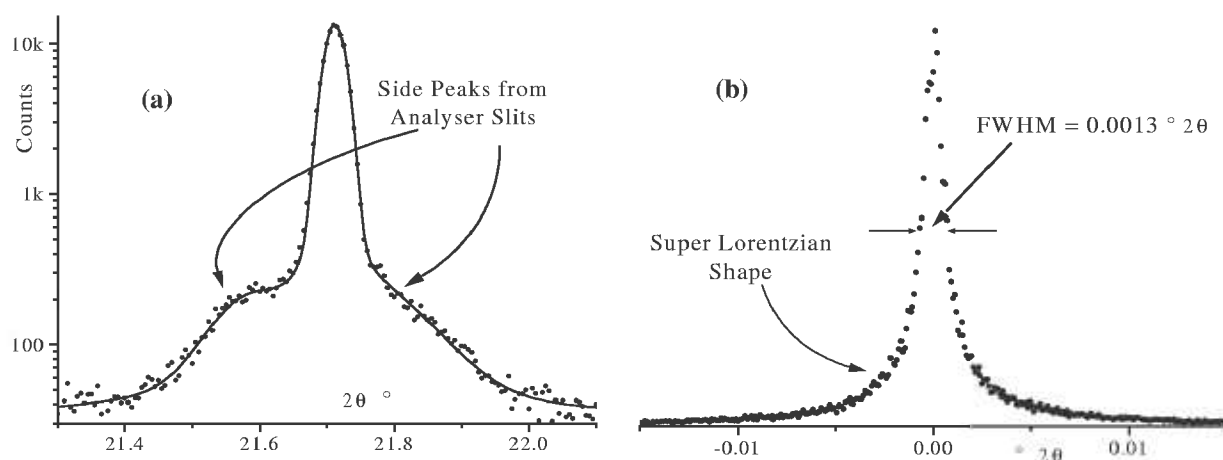 10k
(a)
Side Peaks from
Analyser Slits
Counts
1k
100
2θ °
21.4 21.6 21.8 22.0
(b)
FWHM = 0.0013 ° 2θ
Super Lorentzian
Shape
-0.01 0.00 0.01
° 2θ